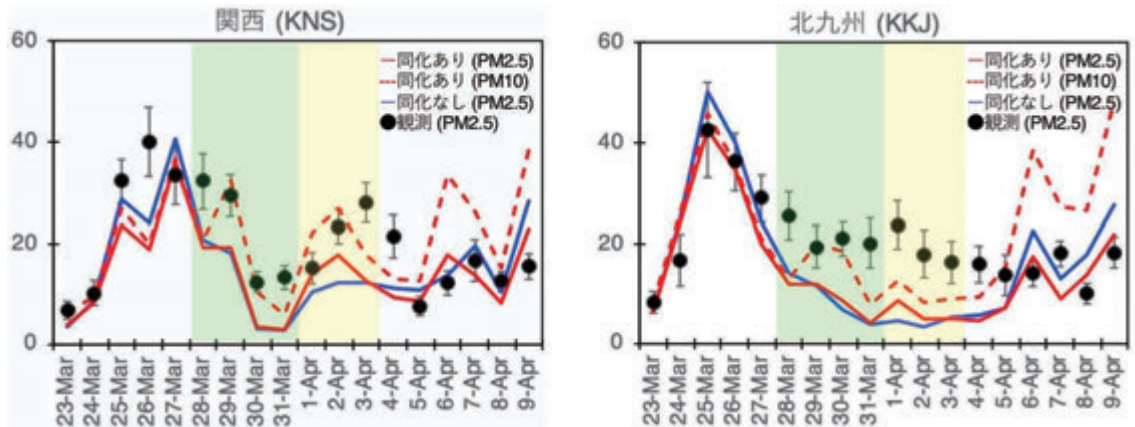 関西 (KNS)
60
40
20
0
同化あり (PM2.5)
同化あり (PM10)
同化なし (PM2.5)
観測 (PM2.5)
23-Mar
24-Mar
25-Mar
26-Mar
27-Mar
28-Mar
29-Mar
30-Mar
31-Mar
1-Apr
2-Apr
3-Apr
4-Apr
5-Apr
6-Apr
7-Apr
8-Apr
9-Apr
北九州 (KKJ)
60
40
20
0
同化あり (PM2.5)
同化あり (PM10)
同化なし (PM2.5)
観測 (PM2.5)
23-Mar
24-Mar
25-Mar
26-Mar
27-Mar
28-Mar
29-Mar
30-Mar
31-Mar
1-Apr
2-Apr
3-Apr
4-Apr
5-Apr
6-Apr
7-Apr
8-Apr
9-Apr